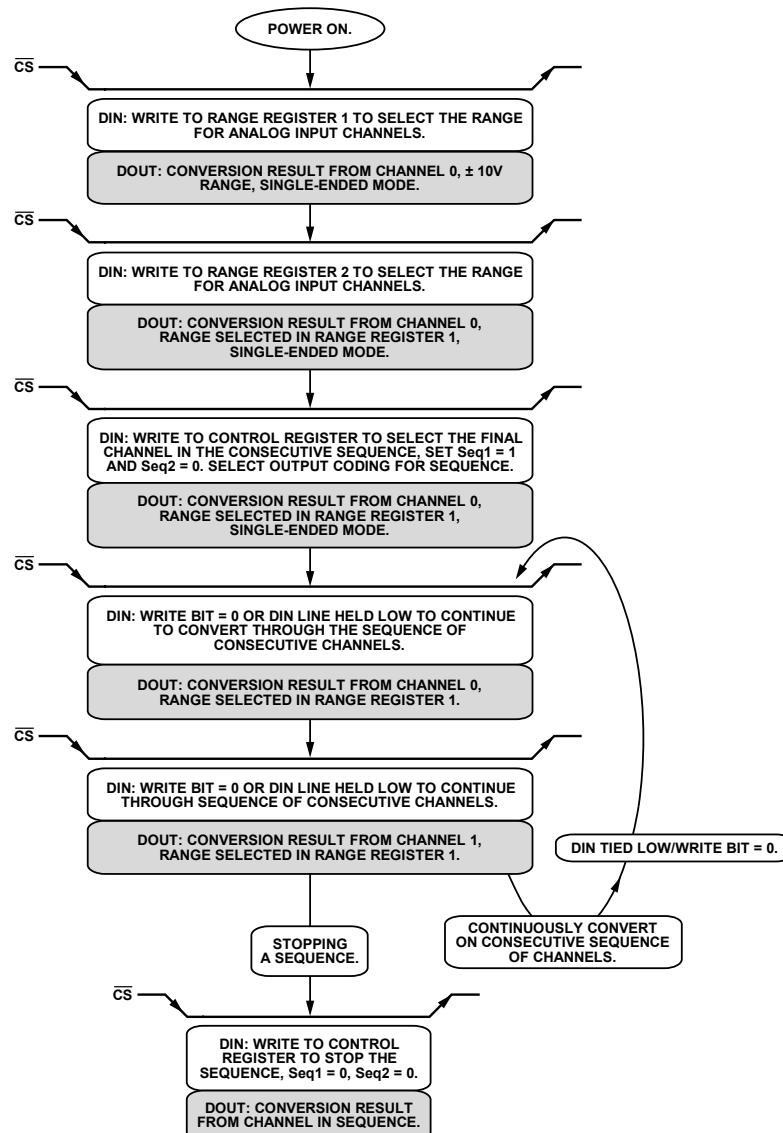 POWER ON.
CS
DIN: WRITE TO RANGE REGISTER 1 TO SELECT THE RANGE
FOR ANALOG INPUT CHANNELS.
DOUT: CONVERSION RESULT FROM CHANNEL 0, ± 10V
RANGE, SINGLE-ENDED MODE.
CS
DIN: WRITE TO RANGE REGISTER 2 TO SELECT THE RANGE
FOR ANALOG INPUT CHANNELS.
DOUT: CONVERSION RESULT FROM CHANNEL 0,
RANGE SELECTED IN RANGE REGISTER 1,
SINGLE-ENDED MODE.
CS
DIN: WRITE TO CONTROL REGISTER TO SELECT THE FINAL
CHANNEL IN THE CONSECUTIVE SEQUENCE, SET Seq1 = 1
AND Seq2 = 0. SELECT OUTPUT CODING FOR SEQUENCE.
DOUT: CONVERSION RESULT FROM CHANNEL 0,
RANGE SELECTED IN RANGE REGISTER 1,
SINGLE-ENDED MODE.
CS
DIN: WRITE BIT = 0 OR DIN LINE HELD LOW TO CONTINUE
TO CONVERT THROUGH THE SEQUENCE OF
CONSECUTIVE CHANNELS.
DOUT: CONVERSION RESULT FROM CHANNEL 0,
RANGE SELECTED IN RANGE REGISTER 1.
CS
DIN: WRITE BIT = 0 OR DIN LINE HELD LOW TO CONTINUE
THROUGH SEQUENCE OF CONSECUTIVE CHANNELS.
DOUT: CONVERSION RESULT FROM CHANNEL 1,
RANGE SELECTED IN RANGE REGISTER 1.
DIN TIED LOW/WRITE BIT = 0.
CONTINUOUSLY CONVERT
ON CONSECUTIVE SEQUENCE
OF CHANNELS.
STOPPING
A SEQUENCE.
CS
DIN: WRITE TO CONTROL
REGISTER TO STOP THE
SEQUENCE, Seq1 = 0, Seq2 = 0.
DOUT: CONVERSION RESULT
FROM CHANNEL IN SEQUENCE.